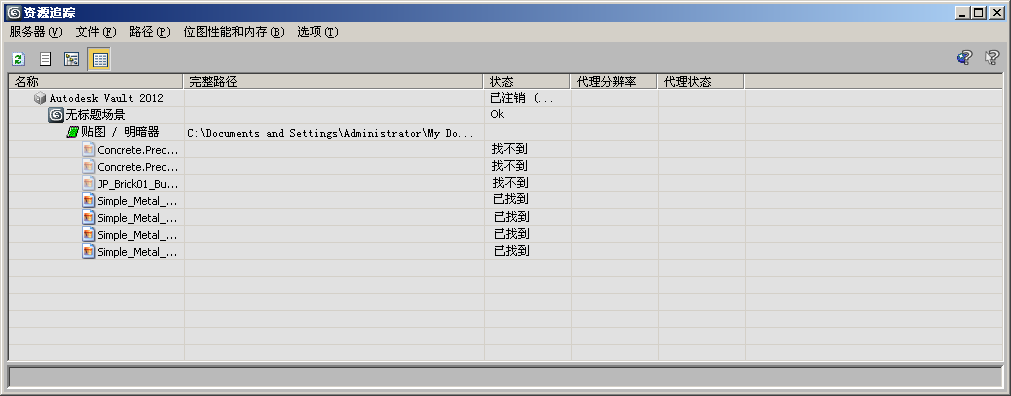 资源追踪
服务器(V) 文件(F) 路径(P) 位图性能和内存(B) 选项(T)
名称 完整路径 状态 代理分辨率 代理状态
Autodesk Vault 2012 已注销 (...
无标题场景 Ok
贴图 / 明暗器 C:\Documents and Settings\Administrator\My Do...
Concrete.Prec... 找不到
Concrete.Prec... 找不到
JP_Brick01_Bu... 找不到
Simple_Metal_... 已找到
Simple_Metal_... 已找到
Simple_Metal_... 已找到
Simple_Metal_... 已找到